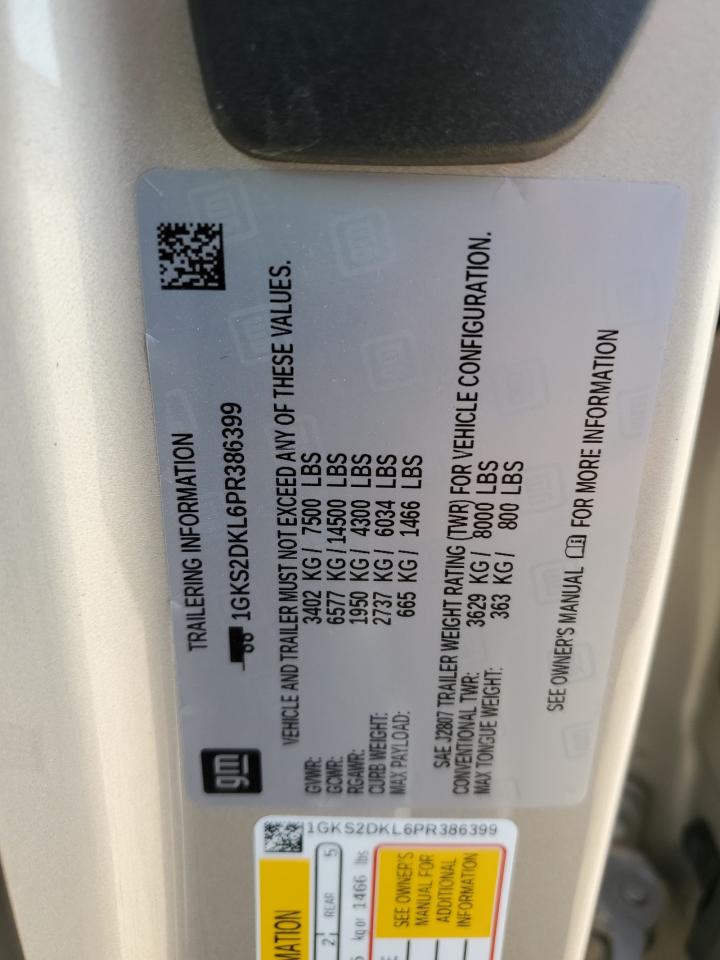 gm
TRAILERING INFORMATION
1GKS2DKL6PR386399
VEHICLE AND TRAILER MUST NOT EXCEED ANY OF THESE VALUES.
GVWR: 3402 KG / 7500 LBS
GCWR: 6577 KG / 14500 LBS
RGAWR: 1950 KG / 4300 LBS
CURB WEIGHT: 2737 KG / 6034 LBS
MAX PAYLOAD: 665 KG / 1466 LBS
SAE J2807 TRAILER WEIGHT RATING (TWR) FOR VEHICLE CONFIGURATION.
CONVENTIONAL TWR: 3629 KG / 8000 LBS
MAX TONGUE WEIGHT: 363 KG / 800 LBS
SEE OWNER'S MANUAL FOR MORE INFORMATION
1GKS2DKL6PR386399
2 REAR 5
kg or 1466 lbs
SEE OWNER'S
MANUAL FOR
ADDITIONAL
INFORMATION